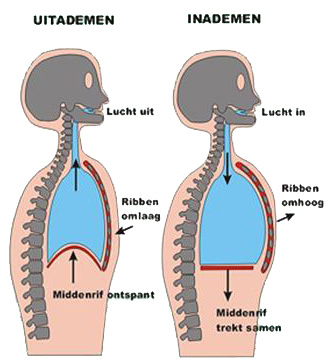 UITADEMEN
Lucht uit
Ribben
omlaag
Middenrif ontspant
INADEMEN
Lucht in
Ribben
omhoog
Middenrif
trekt samen